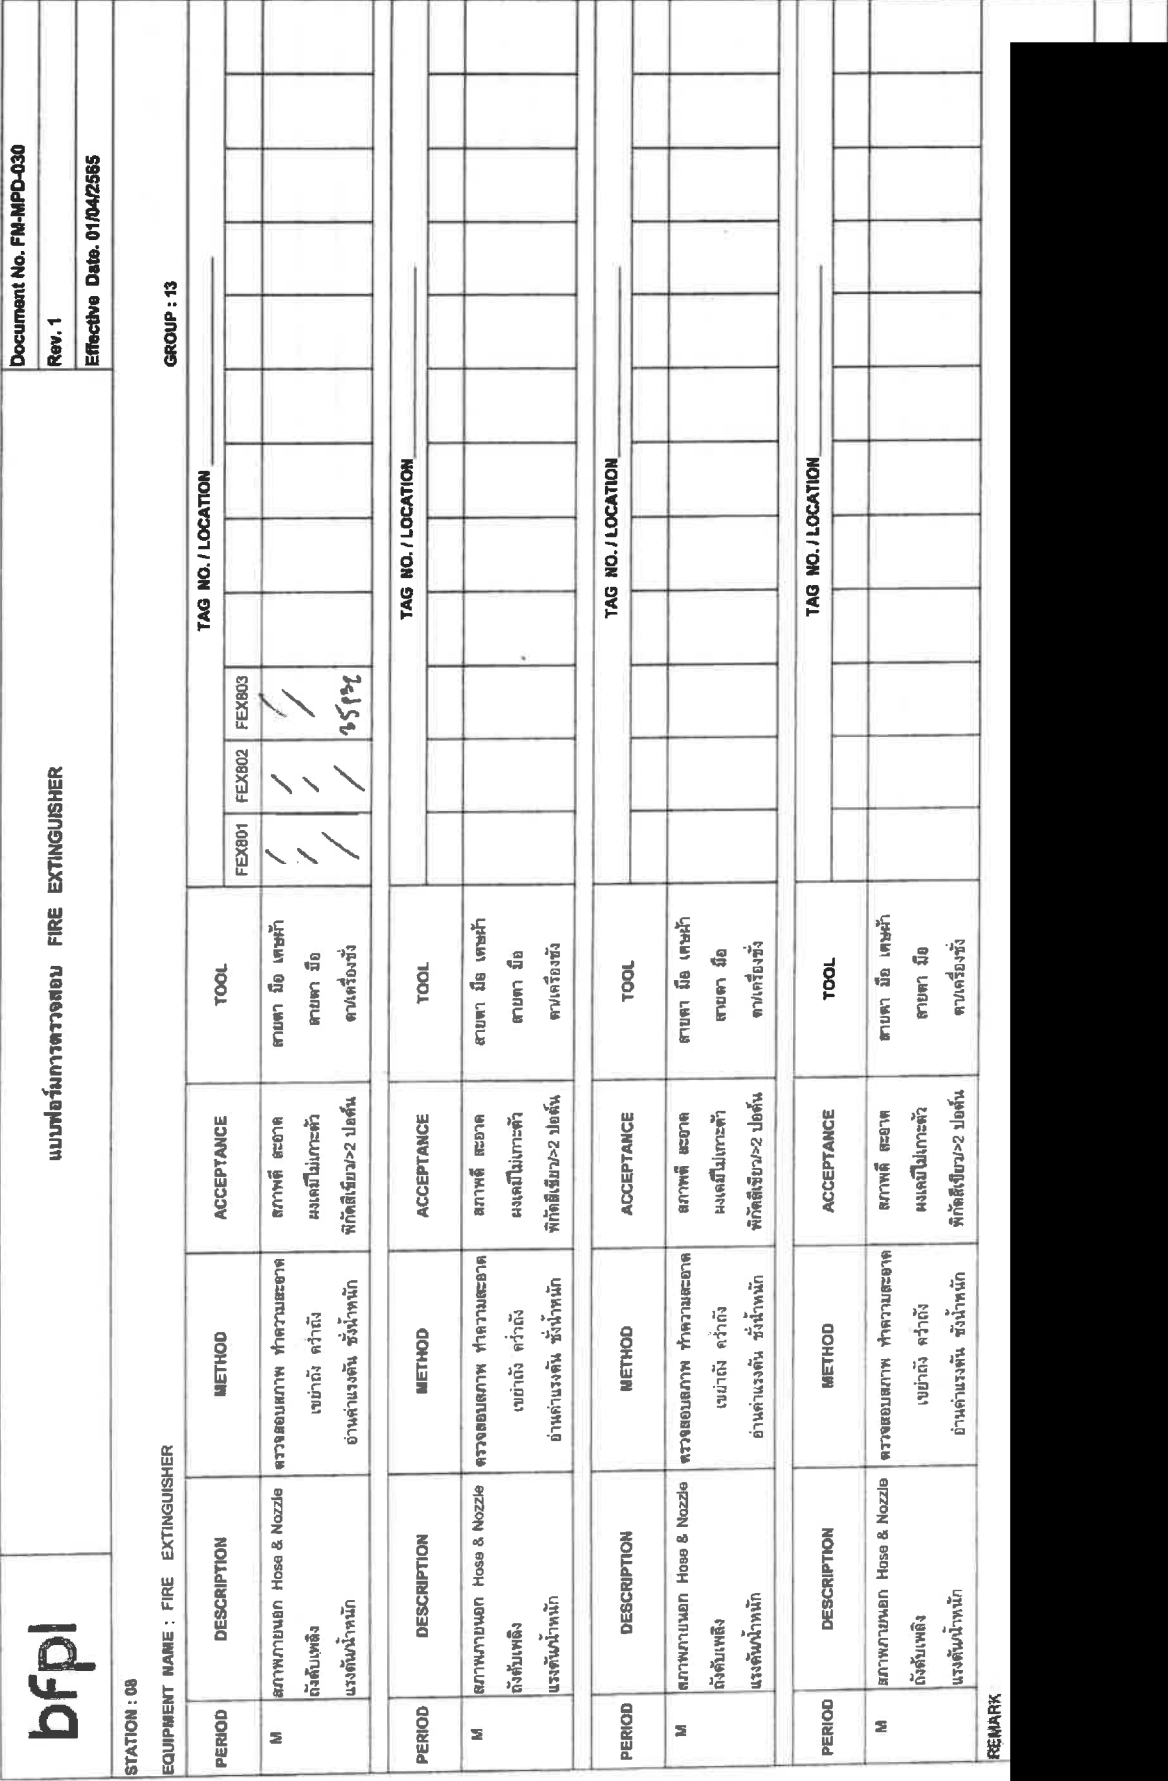 bfpl
แบบฟอร์มการตรวจสอบ FIRE EXTINGUISHER
Document No. FM-MPD-030
Rev. 1
Effective Date. 01/04/2565
STATION : 08
EQUIPMENT NAME : FIRE EXTINGUISHER GROUP : 13
PERIOD DESCRIPTION METHOD ACCEPTANCE TOOL TAG NO. / LOCATION
FEX801 FEX802 FEX803
M สภาพภายนอก Hose & Nozzle ตรวจสอบสภาพ ทำความสะอาด สภาพดี สะอาด สายตา มือ เศษผ้า / / /
ถังดับเพลิง เขย่าถัง คว่ำถัง ผงเคมีไม่เกาะตัว สายตา มือ / / /
แรงดัน/น้ำหนัก อ่านค่าแรงดัน ชั่งน้ำหนัก พิกัดสีเขียว/>2 ปอด์น ตา/เครื่องชั่ง / /
PERIOD DESCRIPTION METHOD ACCEPTANCE TOOL TAG NO. / LOCATION
M สภาพภายนอก Hose & Nozzle ตรวจสอบสภาพ ทำความสะอาด สภาพดี สะอาด สายตา มือ เศษผ้า
ถังดับเพลิง เขย่าถัง คว่ำถัง ผงเคมีไม่เกาะตัว สายตา มือ
แรงดัน/น้ำหนัก อ่านค่าแรงดัน ชั่งน้ำหนัก พิกัดสีเขียว/>2 ปอด์น ตา/เครื่องชั่ง
PERIOD DESCRIPTION METHOD ACCEPTANCE TOOL TAG NO. / LOCATION
M สภาพภายนอก Hose & Nozzle ตรวจสอบสภาพ ทำความสะอาด สภาพดี สะอาด สายตา มือ เศษผ้า
ถังดับเพลิง เขย่าถัง คว่ำถัง ผงเคมีไม่เกาะตัว สายตา มือ
แรงดัน/น้ำหนัก อ่านค่าแรงดัน ชั่งน้ำหนัก พิกัดสีเขียว/>2 ปอด์น ตา/เครื่องชั่ง
PERIOD DESCRIPTION METHOD ACCEPTANCE TOOL TAG NO. / LOCATION
M สภาพภายนอก Hose & Nozzle ตรวจสอบสภาพ ทำความสะอาด สภาพดี สะอาด สายตา มือ เศษผ้า
ถังดับเพลิง เขย่าถัง คว่ำถัง ผงเคมีไม่เกาะตัว สายตา มือ
แรงดัน/น้ำหนัก อ่านค่าแรงดัน ชั่งน้ำหนัก พิกัดสีเขียว/>2 ปอด์น ตา/เครื่องชั่ง
REMARK